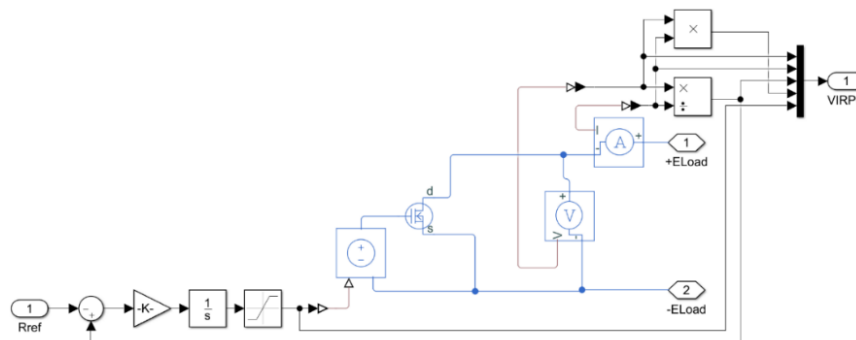 ×
1
VIRP
×
÷
I
-
A
+
1
+ELoad
d
s
+
V
-
V
+
−
2
-ELoad
1
Rref
-
+
-K-
1
s